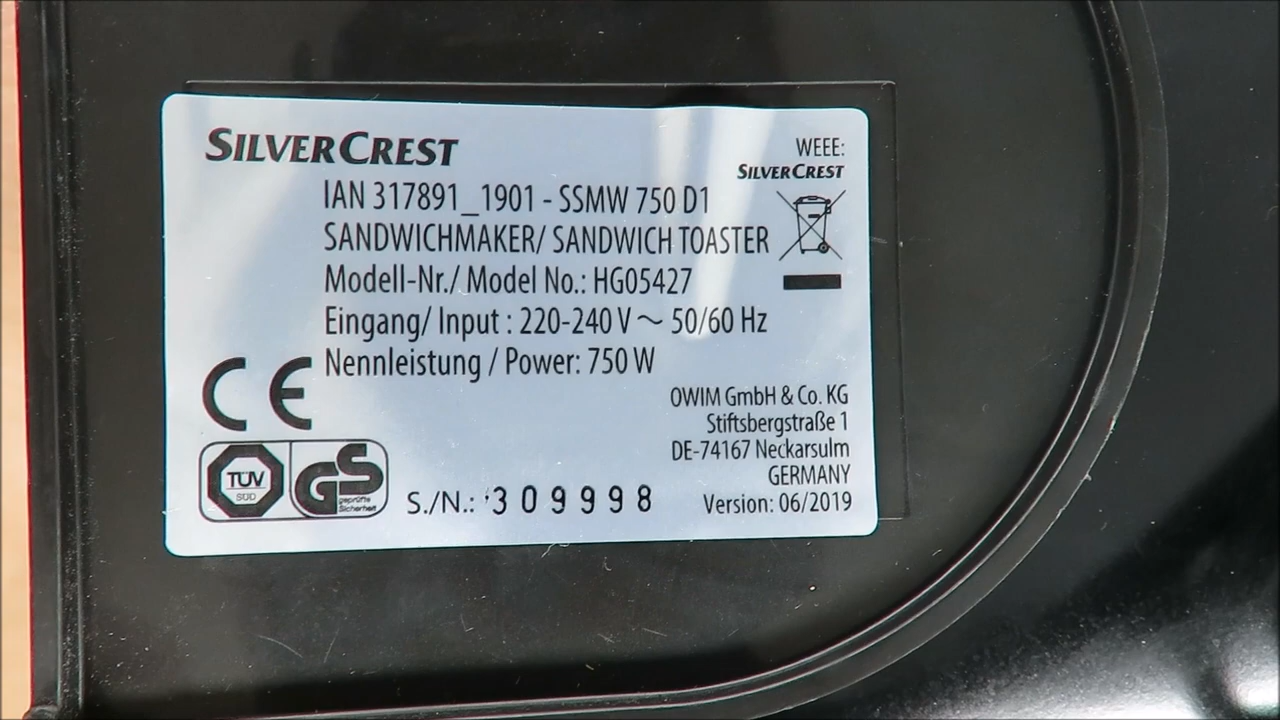 SILVERCREST
WEEE:
SILVERCREST
IAN 317891_1901 - SSMW 750 D1
SANDWICHMAKER/ SANDWICH TOASTER
Modell-Nr./ Model No.: HG05427
Eingang/ Input : 220-240 V ~ 50/60 Hz
Nennleistung / Power: 750 W
CE
OWIM GmbH & Co. KG
Stiftsbergstraße 1
DE-74167 Neckarsulm
GERMANY
Version: 06/2019
TÜV
SÜD
GS
geprüfte
Sicherheit
S./N.: 309998